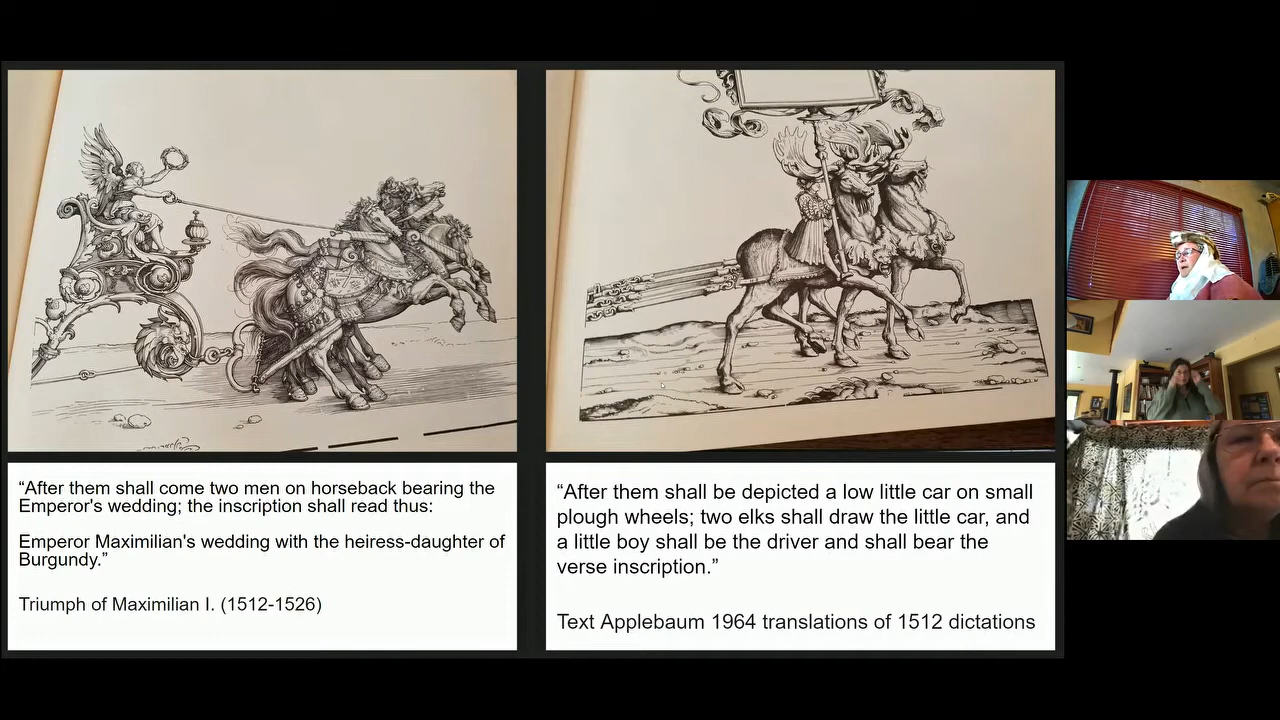 “After them shall come two men on horseback bearing the
Emperor's wedding; the inscription shall read thus:
Emperor Maximilian's wedding with the heiress-daughter of
Burgundy.”
Triumph of Maximilian I. (1512-1526)
“After them shall be depicted a low little car on small
plough wheels; two elks shall draw the little car, and
a little boy shall be the driver and shall bear the
verse inscription.”
Text Applebaum 1964 translations of 1512 dictations